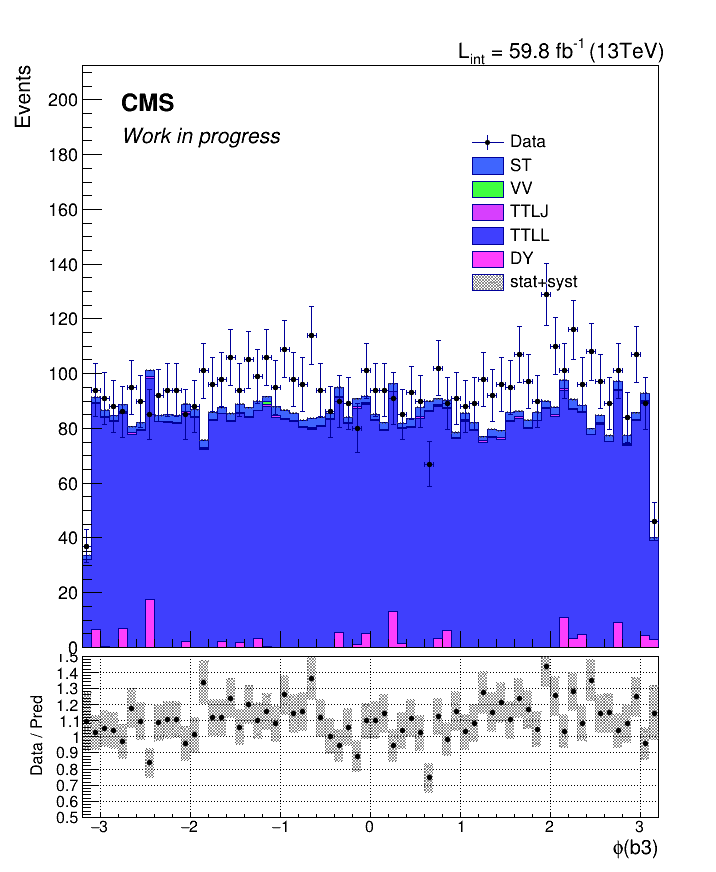 L_int = 59.8 fb^-1 (13TeV)
Events
CMS
Work in progress
Data
ST
VV
TTLJ
TTLL
DY
stat+syst
200
180
160
140
120
100
80
60
40
20
0
Data / Pred
1.5
1.4
1.3
1.2
1.1
1
0.9
0.8
0.7
0.6
0.5
−3 −2 −1 0 1 2 3
ϕ(b3)